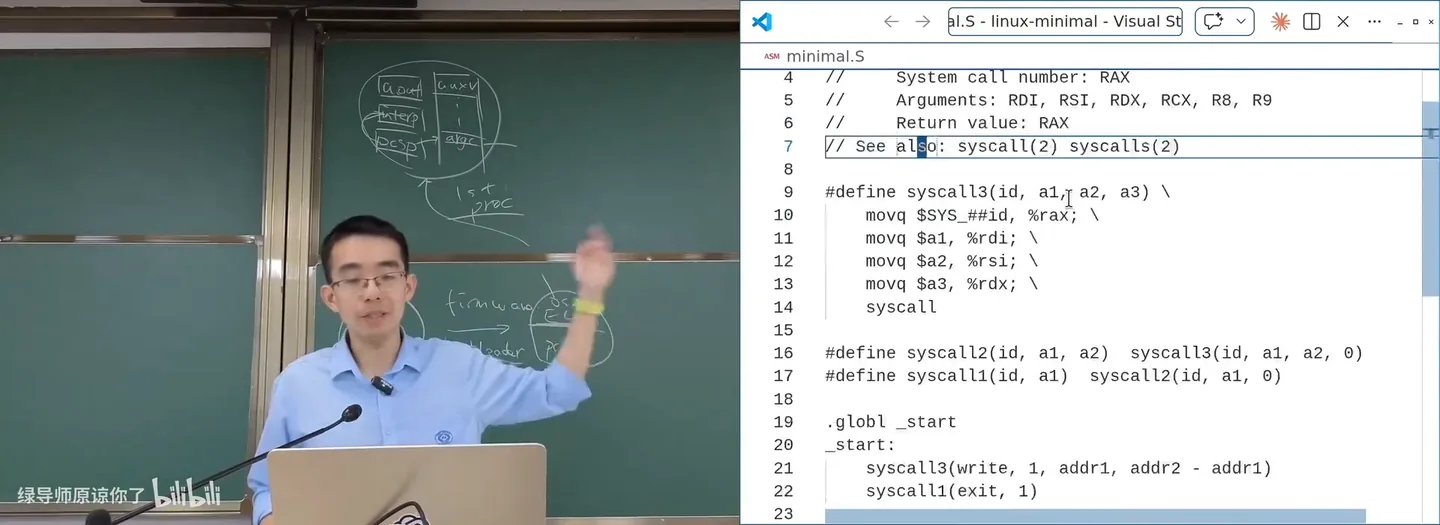 a.out auxv
interp
argc
1st
proc
firmware
绿导师原谅你了 bilibili
al.S - linux-minimal - Visual St
ASM minimal.S
4 // System call number: RAX
5 // Arguments: RDI, RSI, RDX, RCX, R8, R9
6 // Return value: RAX
7 // See also: syscall(2) syscalls(2)
8
9 #define syscall3(id, a1, a2, a3) \
10 movq $SYS_##id, %rax; \
11 movq $a1, %rdi; \
12 movq $a2, %rsi; \
13 movq $a3, %rdx; \
14 syscall
15
16 #define syscall2(id, a1, a2) syscall3(id, a1, a2, 0)
17 #define syscall1(id, a1) syscall2(id, a1, 0)
18
19 .globl _start
20 _start:
21 syscall3(write, 1, addr1, addr2 - addr1)
22 syscall1(exit, 1)
23